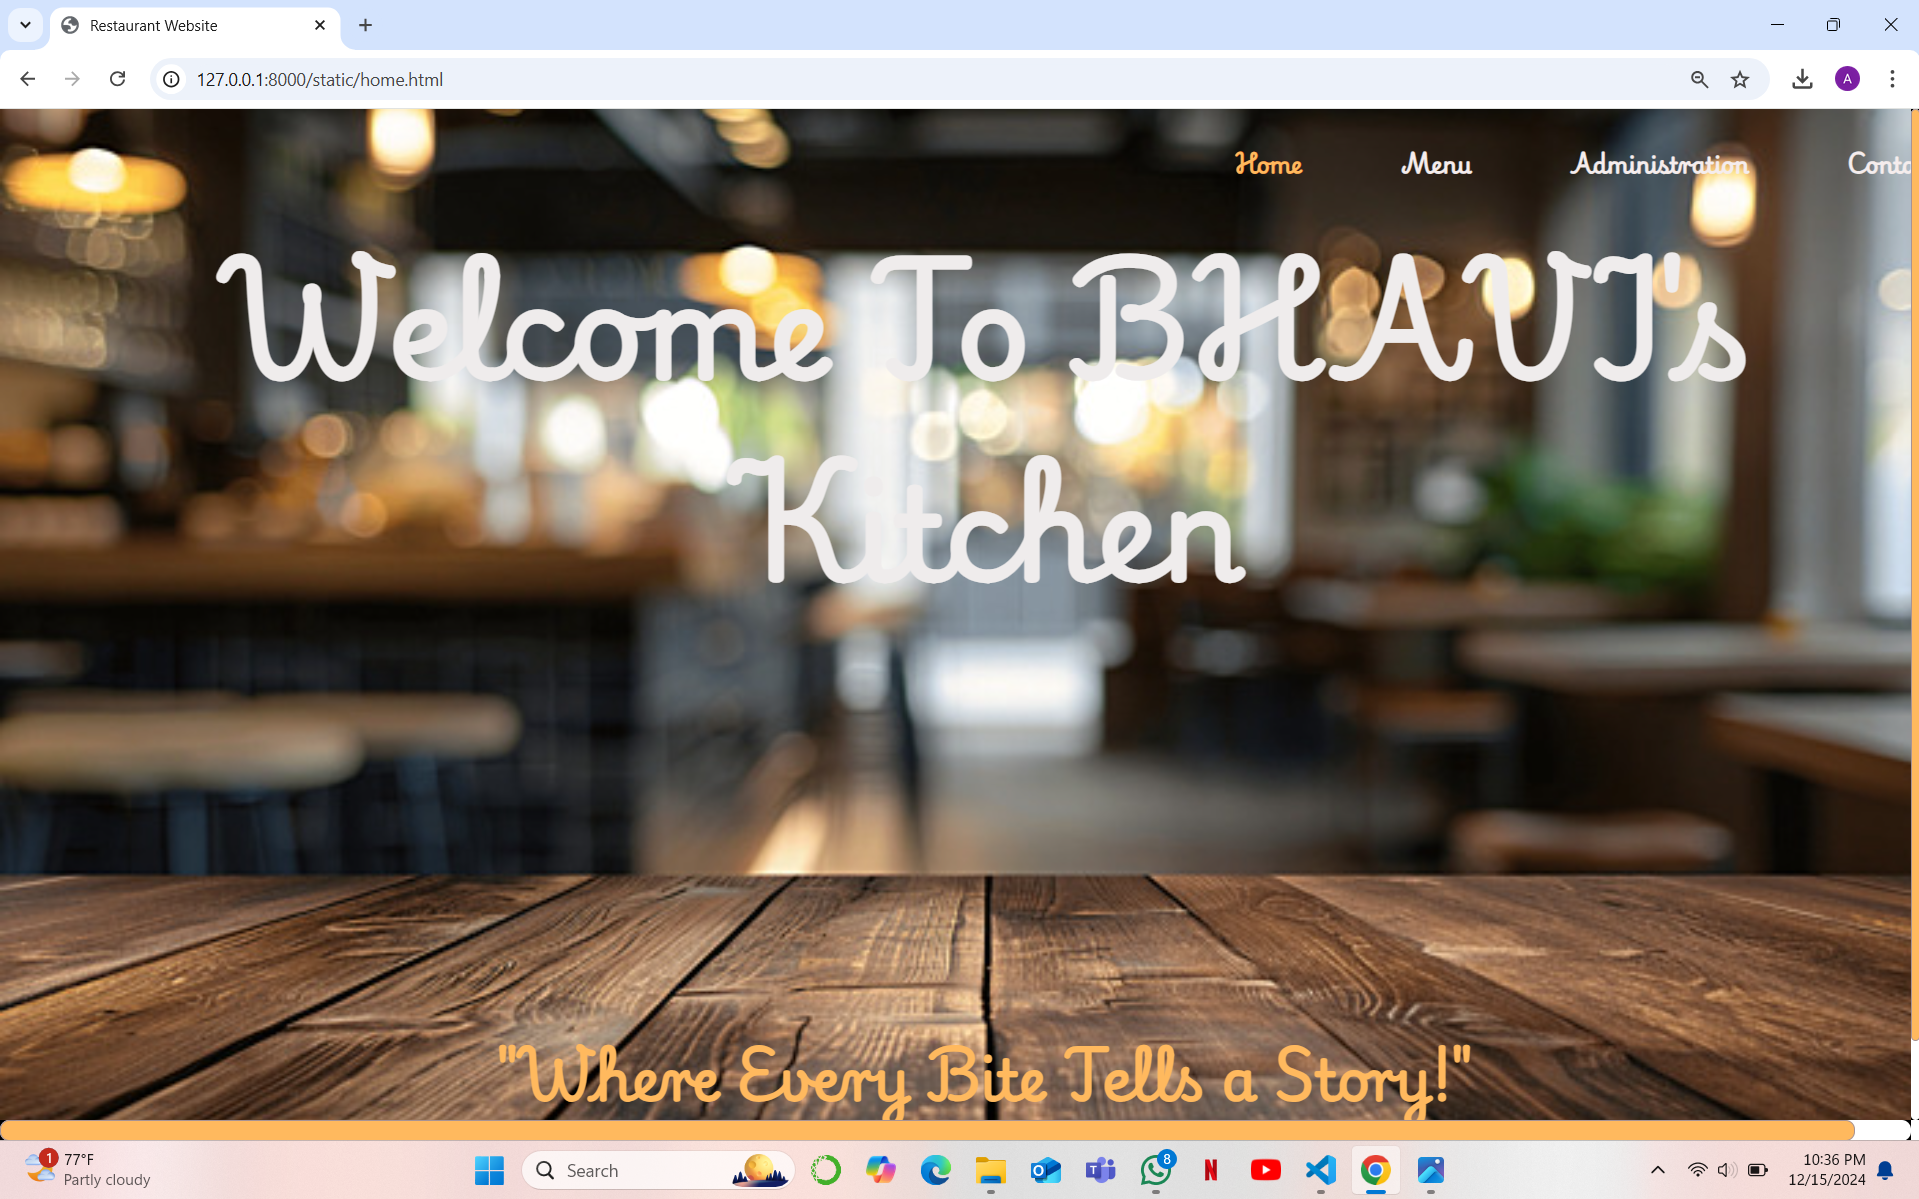 Restaurant Website
127.0.0.1:8000/static/home.html
A
Home Menu Administration Conta
Welcome To BHAVI's
Kitchen
"Where Every Bite Tells a Story!"
1
77°F
Partly cloudy
Search
8
10:36 PM
12/15/2024